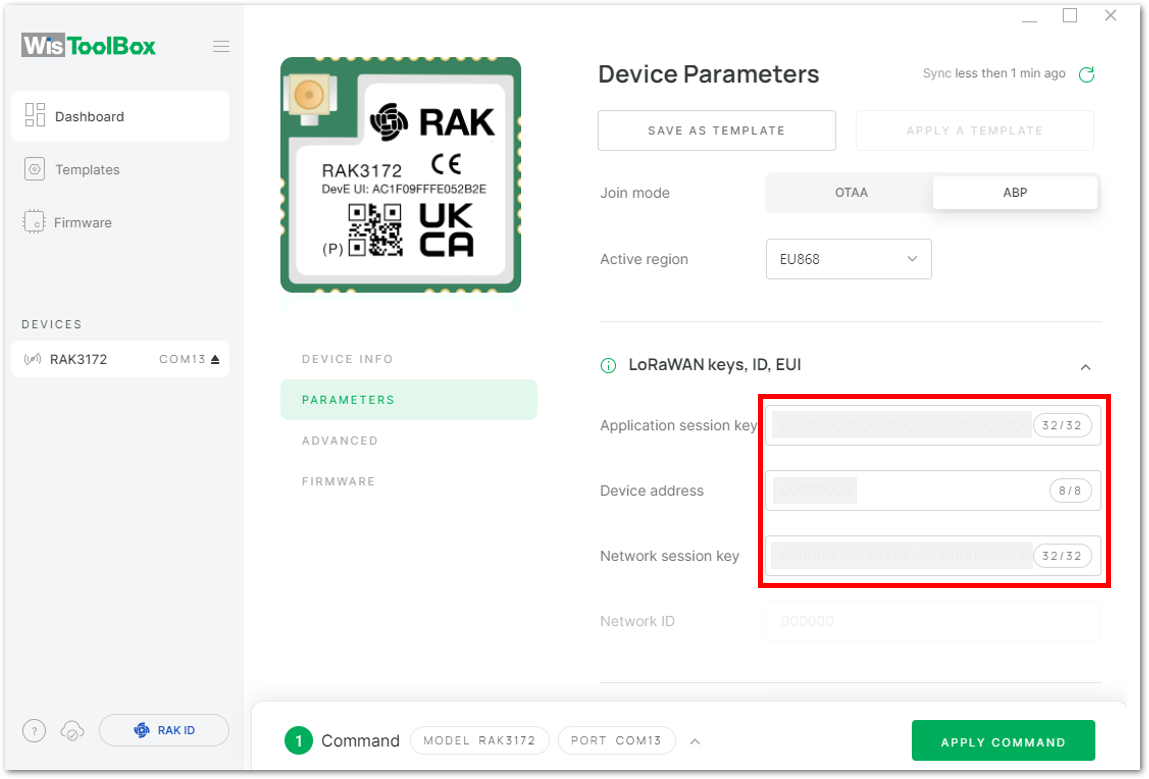 WisToolBox
Dashboard
Templates
Firmware
DEVICES
RAK3172 COM13
? RAK ID
RAK
RAK3172 CE
DevE UI: AC1F09FFFE052B2E
UK
CA
(P)
DEVICE INFO
PARAMETERS
ADVANCED
FIRMWARE
Device Parameters
Sync less then 1 min ago
SAVE AS TEMPLATE
APPLY A TEMPLATE
Join mode OTAA ABP
Active region EU868
LoRaWAN keys, ID, EUI
Application session key 32/32
Device address 00000000 8/8
Network session key 32/32
Network ID 000000
1 Command MODEL RAK3172 PORT COM13
APPLY COMMAND